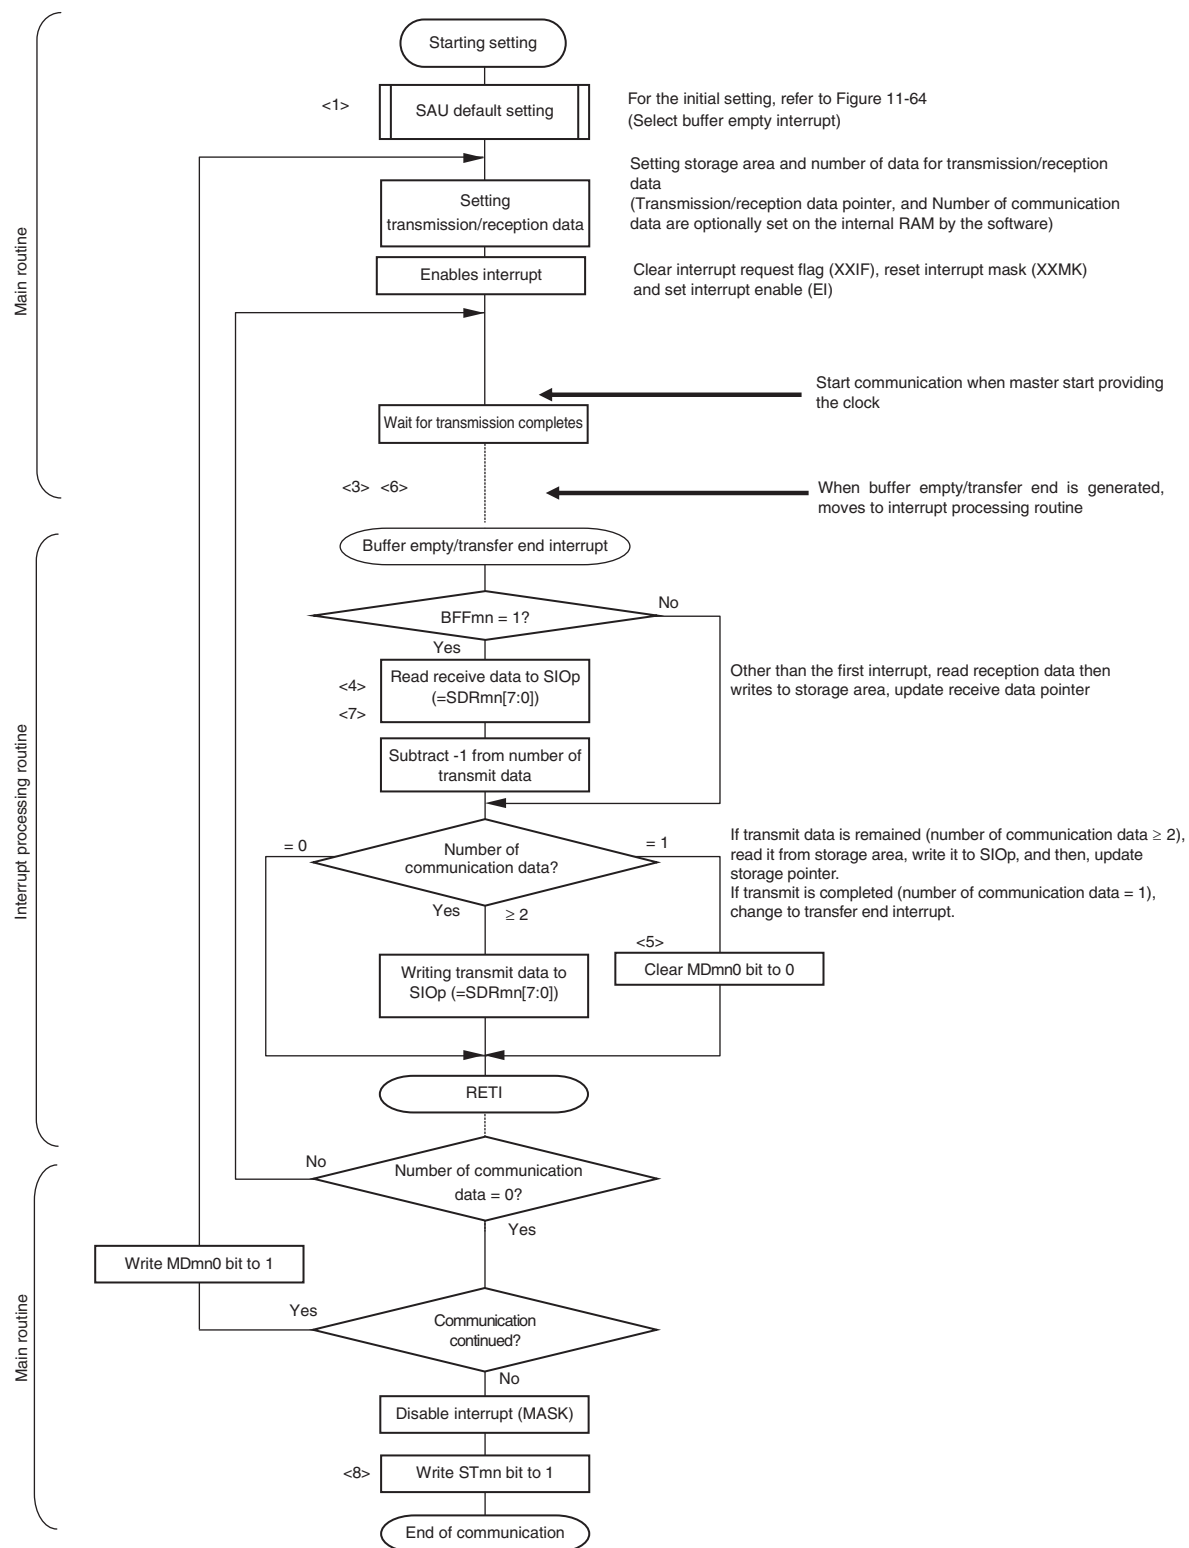 Main routine
Starting setting
<1>
SAU default setting
For the initial setting, refer to Figure 11-64
(Select buffer empty interrupt)
Setting
transmission/reception data
Setting storage area and number of data for transmission/reception
data
(Transmission/reception data pointer, and Number of communication
data are optionally set on the internal RAM by the software)
Enables interrupt
Clear interrupt request flag (XXIF), reset interrupt mask (XXMK)
and set interrupt enable (EI)
Start communication when master start providing
the clock
Wait for transmission completes
<3> <6>
When buffer empty/transfer end is generated,
moves to interrupt processing routine
Interrupt processing routine
Buffer empty/transfer end interrupt
BFFmn = 1?
No
Yes
<4>
<7>
Read receive data to SIOp
(=SDRmn[7:0])
Other than the first interrupt, read reception data then
writes to storage area, update receive data pointer
Subtract -1 from number of
transmit data
= 0
Number of
communication data?
= 1
If transmit data is remained (number of communication data ≥ 2),
read it from storage area, write it to SIOp, and then, update
storage pointer.
If transmit is completed (number of communication data = 1),
change to transfer end interrupt.
Yes
≥ 2
<5>
Writing transmit data to
SIOp (=SDRmn[7:0])
Clear MDmn0 bit to 0
RETI
Main routine
No
Number of communication
data = 0?
Yes
Write MDmn0 bit to 1
Yes
Communication
continued?
No
Disable interrupt (MASK)
<8>
Write STmn bit to 1
End of communication